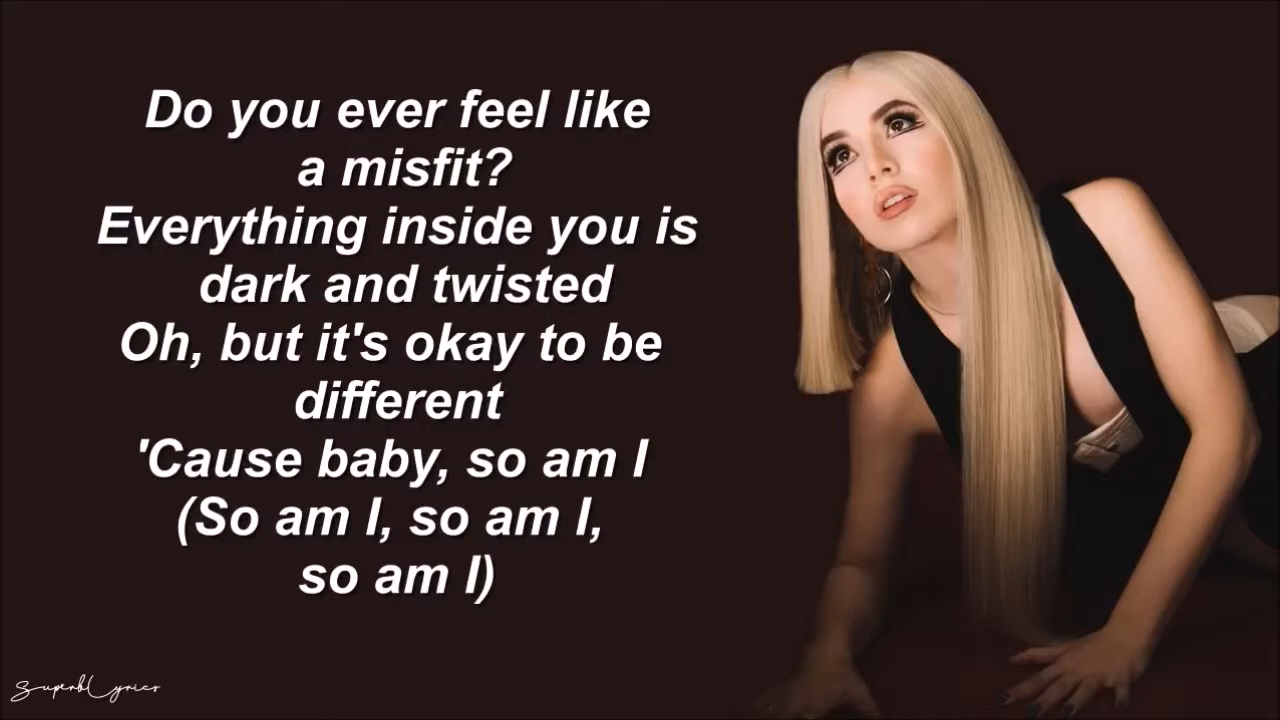 Do you ever feel like
a misfit?
Everything inside you is
dark and twisted
Oh, but it's okay to be
different
'Cause baby, so am I
(So am I, so am I,
so am I)
SuperbLyrics